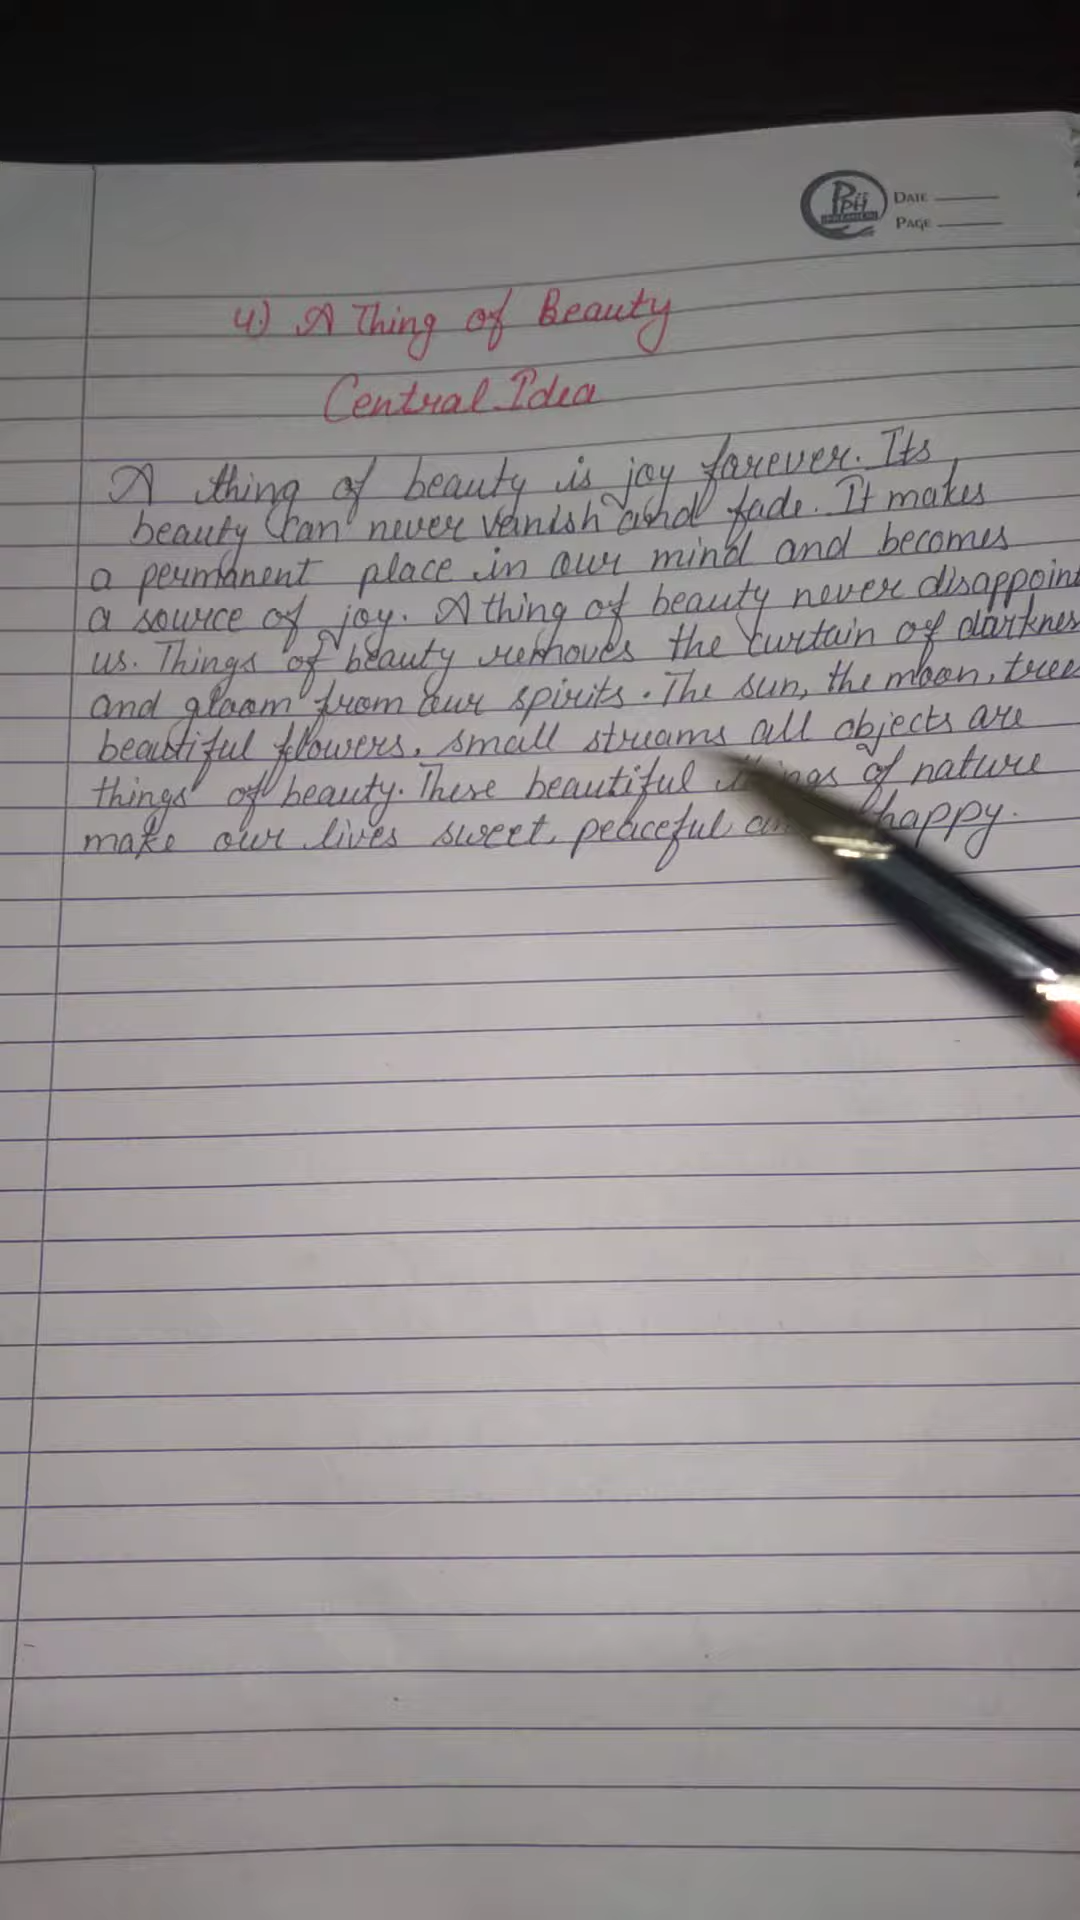 PPH
DATE
PAGE
4.) A Thing of Beauty
Central Idea
A thing of beauty is joy forever. Its
beauty can never vanish and fade. It makes
a permanent place in our mind and becomes
a source of joy. A thing of beauty never disappoint
us. Things of beauty removes the curtain of darknes
and gloom from our spirits. The sun, the moon, trees
beautiful flowers, small streams all objects are
things of beauty. These beautiful things of nature
make our lives sweet, peaceful happy.